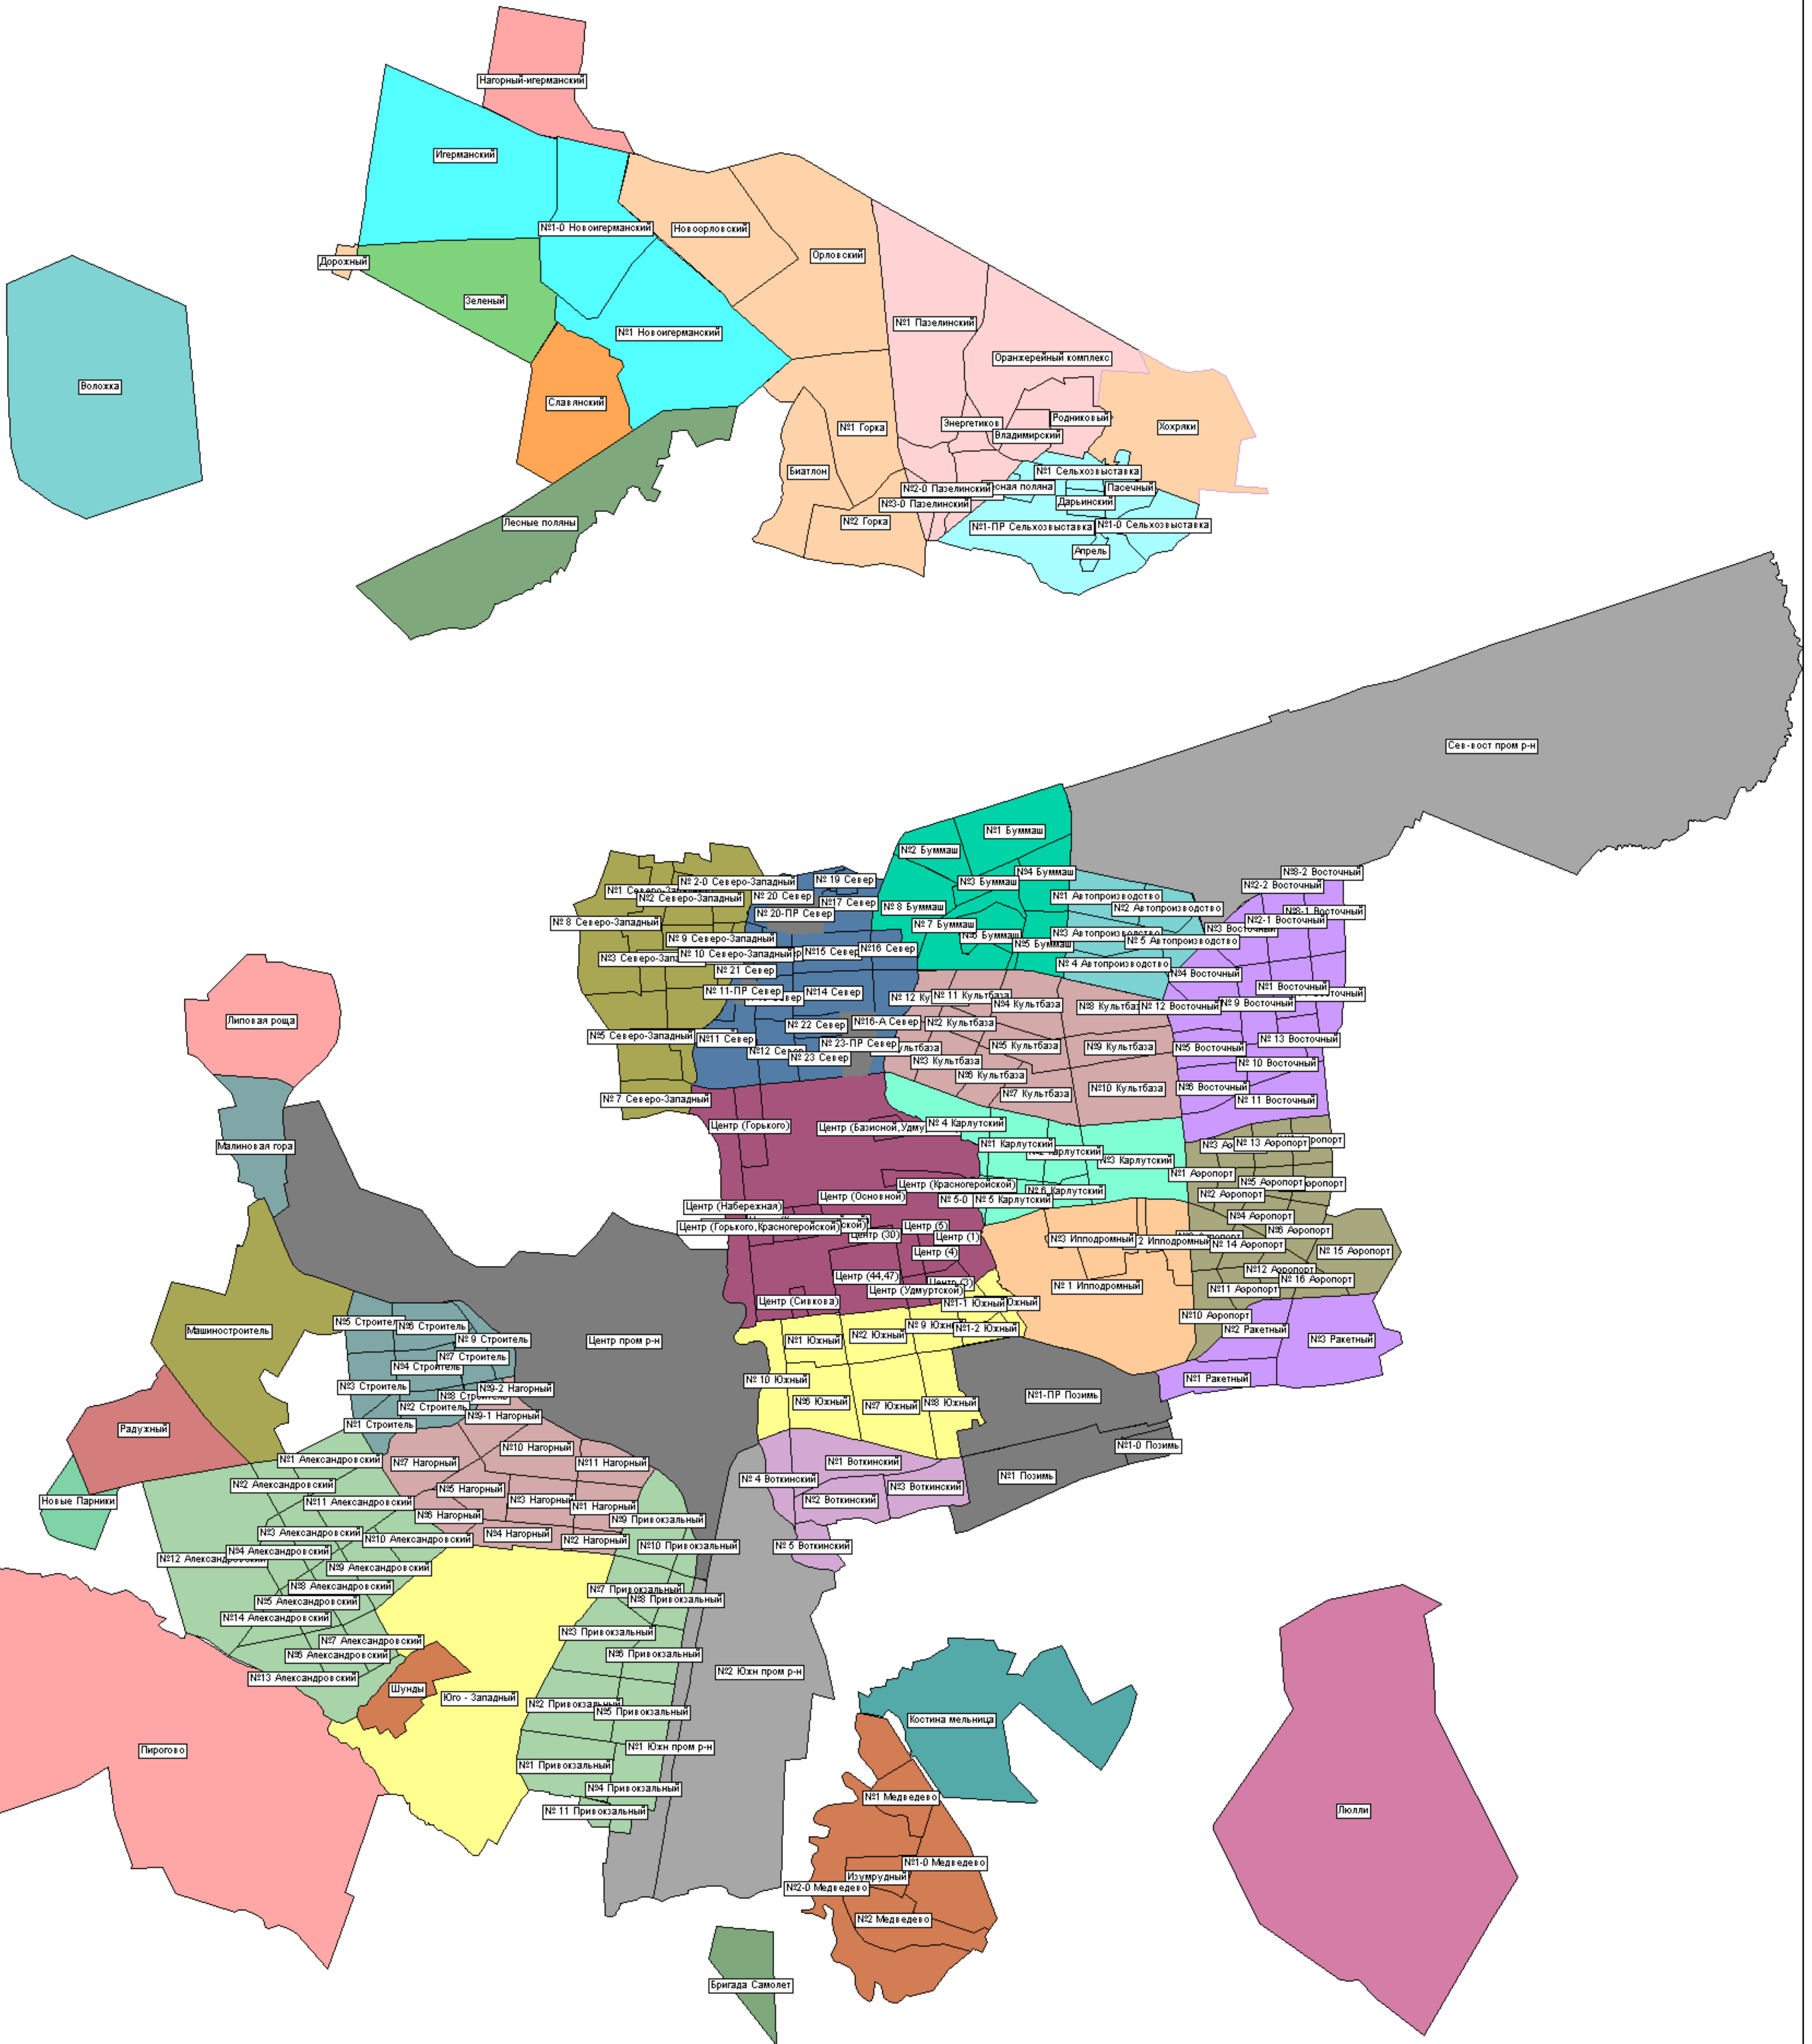 Нагорный-игерманский
Игерманский
№1-0 Новоигерманский
Новоорловский
Орловский
Дорожный
Зеленый
№1 Новоигерманский
№1 Пазелинский
Оранжерейный комплекс
Воложка
Славянский
№1 Горка
Энергетиков
Родниковый
Владимирский
Хохряки
Биатлон
№1 Сельхозвыставка
№2-0 Пазелинский
Пасечный
№3-0 Пазелинский
Дарьинский
Лесные поляны
№2 Горка
№1-ПР Сельхозвыставка
№1-0 Сельхозвыставка
Апрель
Сев-вост пром р-н
№1 Буммаш
№2 Буммаш
№4 Буммаш
№3 Буммаш
№8-2 Восточный
№ 2-0 Северо-Западный
№ 19 Север
№2-2 Восточный
№2 Северо-Западный
№ 20 Север
№17 Север
№1 Автопроизводство
№ 8 Буммаш
№2 Автопроизводство
№ 20-ПР Север
№ 8 Северо-Западный
№2-1 Восточный
№ 7 Буммаш
№ 9 Северо-Западный
№ 5 Автопроизводство
№ 10 Северо-Западный
№15 Север
№16 Север
№ 21 Север
№ 4 Автопроизводство
№4 Восточный
Липовая роща
№ 11-ПР Север
№14 Север
№ 11 Культбаза
№4 Культбаза
№ 12 Восточный
№1 Восточный
№ 9 Восточный
№ 22 Север
№16-А Север
№2 Культбаза
№5 Северо-Западный
№11 Север
№ 23-ПР Север
№5 Культбаза
№9 Культбаза
№5 Восточный
№ 13 Восточный
№ 23 Север
№3 Культбаза
№ 10 Восточный
№6 Культбаза
№10 Культбаза
№6 Восточный
№7 Культбаза
№ 11 Восточный
№ 7 Северо-Западный
Центр (Горького)
№ 4 Карлутский
Малиновая гора
№1 Карлутский
№ 13 Аэропорт
№3 Карлутский
№1 Аэропорт
Центр (Красногеройской)
№5 Аэропорт
Центр (Основной)
№ 5-0
№ 5 Карлутский
№ 6 Карлутский
№2 Аэропорт
Центр (Набережная)
Центр (Горького,Красногеройской)
Центр (5)
№4 Аэропорт
Центр (30)
Центр (1)
№3 Ипподромный
№6 Аэропорт
№ 14 Аэропорт
Центр (4)
№ 15 Аэропорт
Центр (44,47)
№ 1 Ипподромный
№12 Аэропорт
№ 16 Аэропорт
Центр (Удмуртской)
№11 Аэропорт
Центр (Сивкова)
№1-1 Южный
№10 Аэропорт
Машиностроитель
№6 Строитель
№ 9 Строитель
Центр пром р-н
№1 Южный
№2 Южный
№1-2 Южный
№2 Ракетный
№3 Ракетный
№7 Строитель
№3 Строитель
№9-2 Нагорный
№ 10 Южный
№1 Ракетный
№2 Строитель
№9-1 Нагорный
№6 Южный
№7 Южный
№8 Южный
№1-ПР Позимь
Радужный
№1 Строитель
№10 Нагорный
№1-0 Позимь
№1 Александровский
№7 Нагорный
№11 Нагорный
№1 Воткинский
№2 Александровский
№ 4 Воткинский
№1 Позимь
№5 Нагорный
№3 Воткинский
Новые Парники
№11 Александровский
№3 Нагорный
№1 Нагорный
№2 Воткинский
№6 Нагорный
№9 Привокзальный
№3 Александровский
№10 Александровский
№4 Нагорный
№2 Нагорный
№10 Привокзальный
№ 5 Воткинский
№4 Александровский
№9 Александровский
№8 Александровский
№7 Привокзальный
№8 Привокзальный
№5 Александровский
№14 Александровский
№3 Привокзальный
№7 Александровский
№6 Александровский
№6 Привокзальный
№13 Александровский
№2 Южн пром р-н
Шунды
Юго - Западный
№2 Привокзальный
№5 Привокзальный
Костина мельница
Пирогово
№1 Южн пром р-н
№1 Привокзальный
№4 Привокзальный
№1 Медведево
№ 11 Привокзальный
Люлли
№1-0 Медведево
Изумрудный
№2-0 Медведево
№2 Медведево
Бригада Самолет